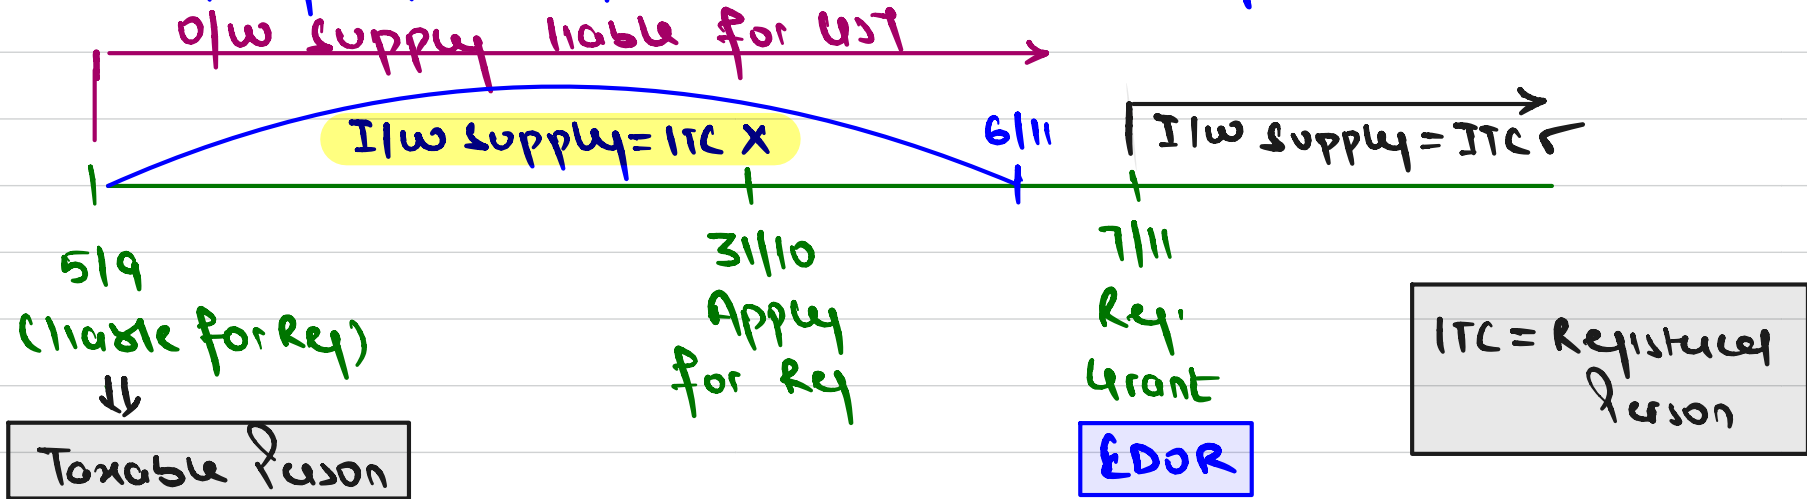 O/W Supply liable for GST
I/W Supply = ITC X
6/11
I/W Supply = ITC ✓
5/9
31/10
7/11
(liable for Reg)
Apply
for Reg
Reg.
Grant
ITC = Registered
Person
⇓
Taxable Person
EDOR